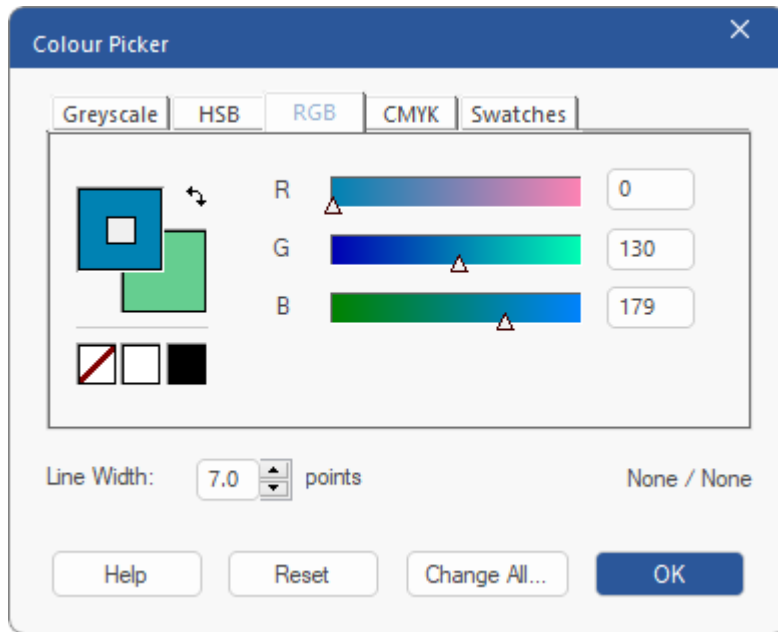 Colour Picker
Greyscale HSB RGB CMYK Swatches
R 0
G 130
B 179
Line Width: 7.0 points None / None
Help Reset Change All... OK